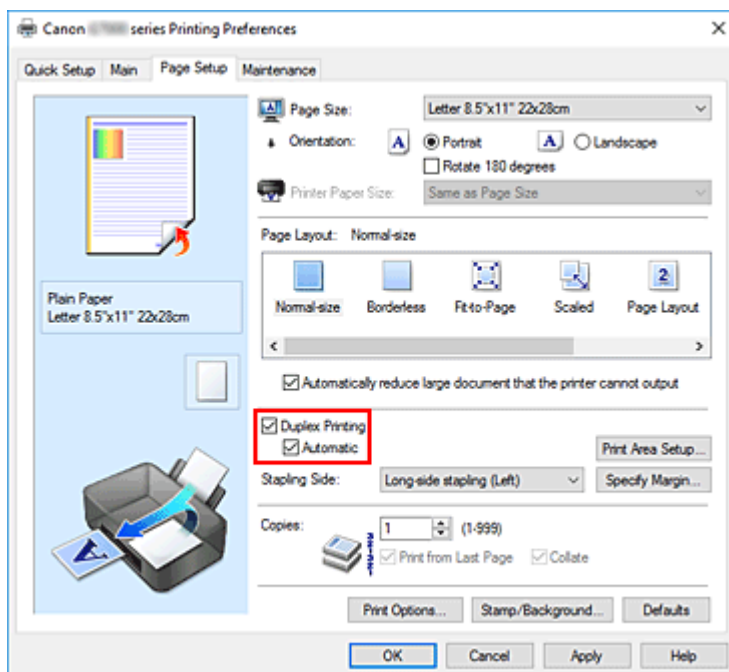 Canon series Printing Preferences
Quick Setup Main Page Setup Maintenance
Page Size: Letter 8.5"x11" 22x28cm
Orientation: A Portrait A Landscape
Rotate 180 degrees
Printer Paper Size: Same as Page Size
Page Layout: Normal-size
2
Normal-size Borderless Fit-to-Page Scaled Page Layout
Plain Paper
Letter 8.5"x11" 22x28cm
Automatically reduce large document that the printer cannot output
Duplex Printing
Automatic
Print Area Setup...
Stapling Side: Long-side stapling (Left) Specify Margin...
Copies: 1 (1-999)
Print from Last Page Collate
A
Print Options... Stamp/Background... Defaults
OK Cancel Apply Help